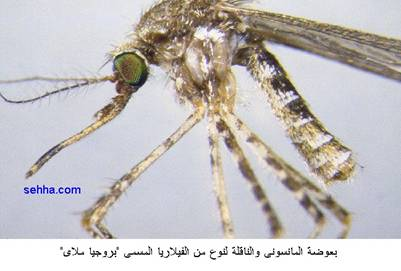 sehha.com
بعوضة المانسونى والناقلة لنوع من الفيلاريا المسمى "بروجيا ملاى"